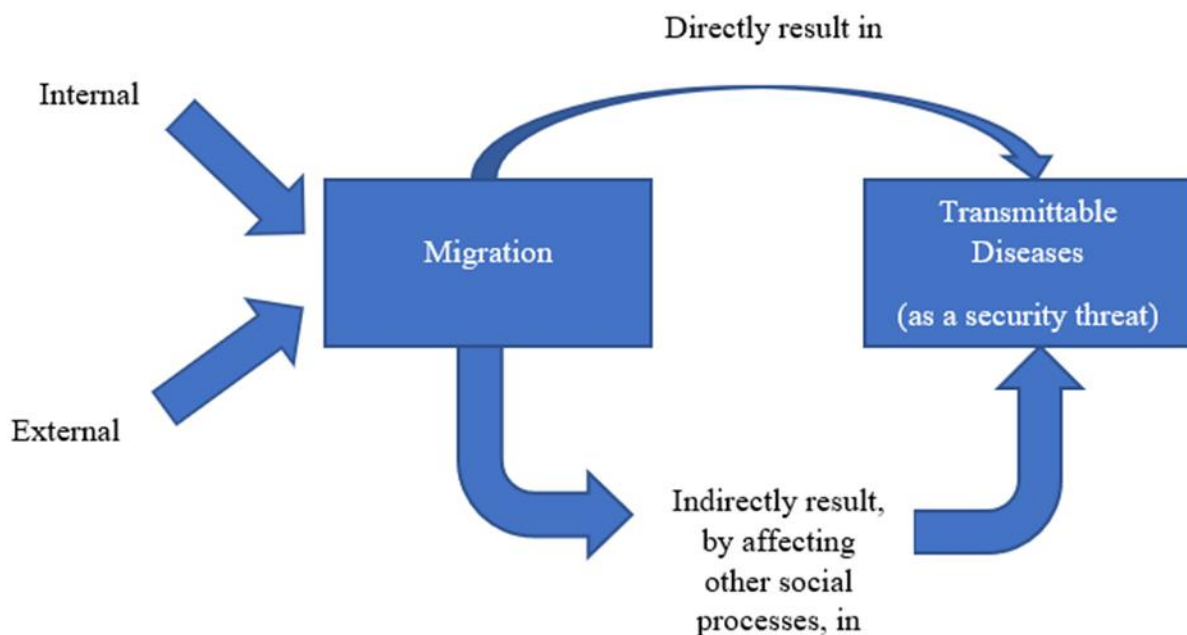 Directly result in
Internal
Migration
Transmittable
Diseases
(as a security threat)
External
Indirectly result,
by affecting
other social
processes, in